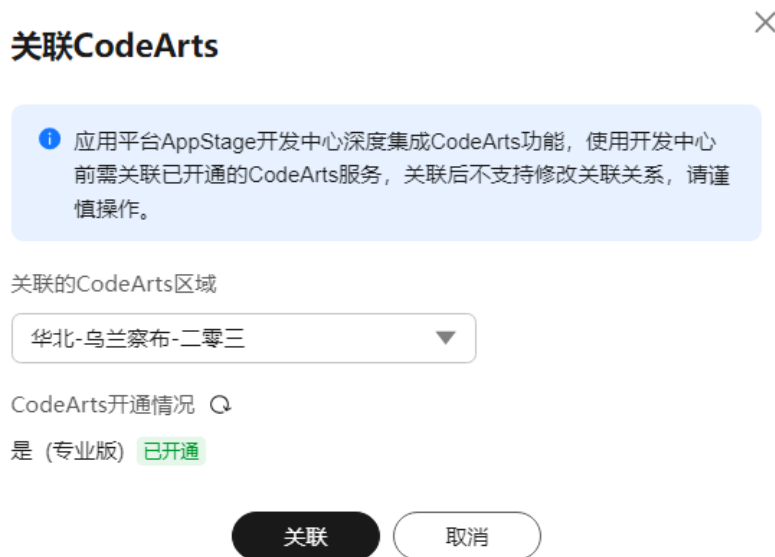 关联CodeArts
应用平台AppStage开发中心深度集成CodeArts功能，使用开发中心
前需关联已开通的CodeArts服务，关联后不支持修改关联关系，请谨
慎操作。
关联的CodeArts区域
华北-乌兰察布-二零三
CodeArts开通情况
是 (专业版) 已开通
关联 取消